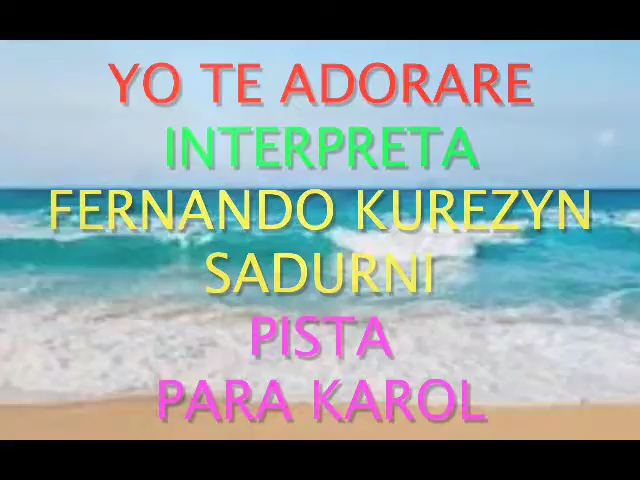 YO TE ADORARE
INTERPRETA
FERNANDO KUREZYN
SADURNI
PISTA
PARA KAROL